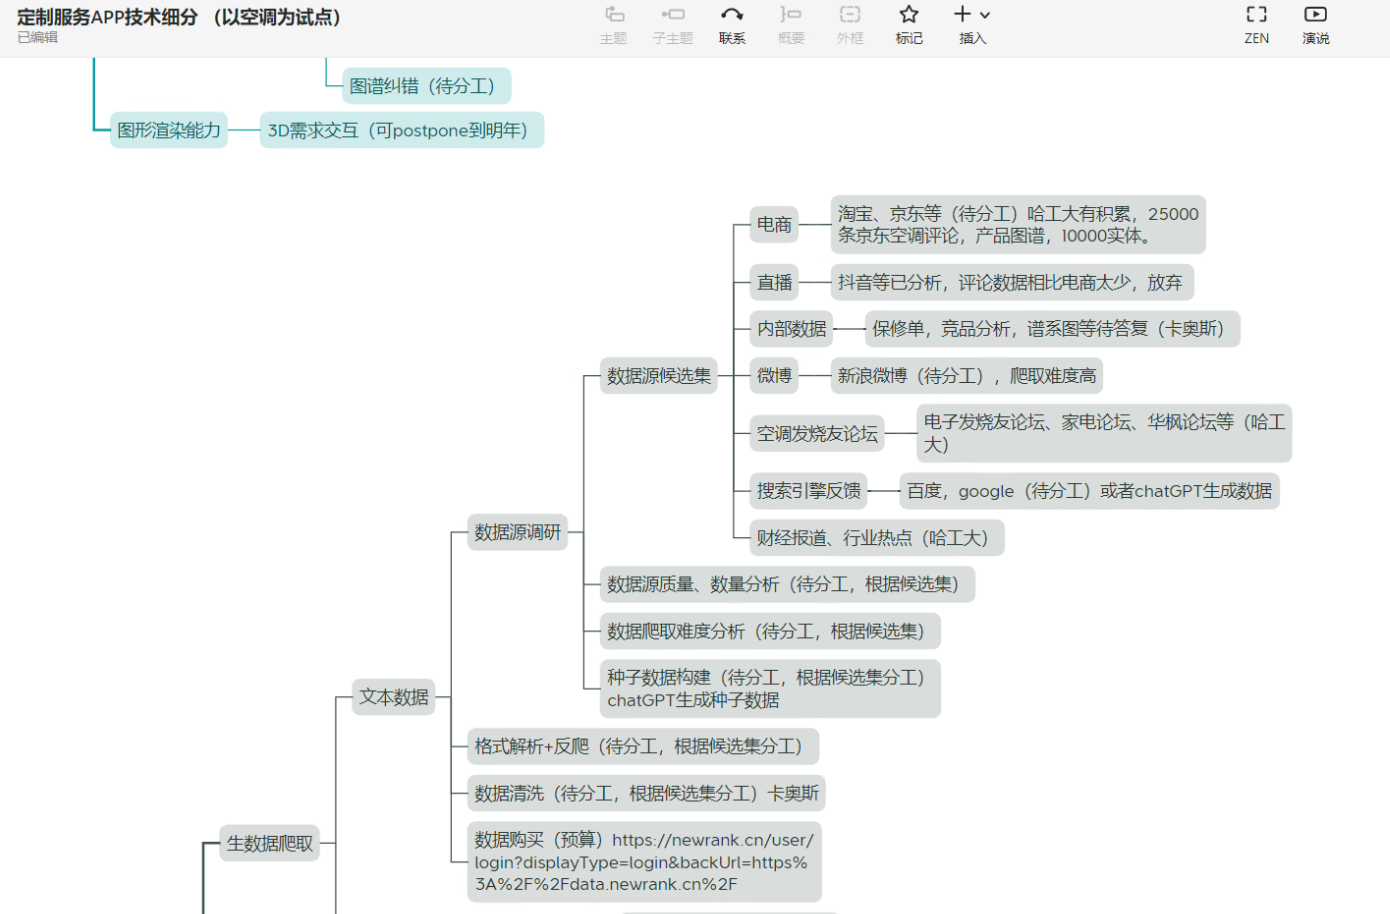 定制服务APP技术细分 （以空调为试点）
已编辑
主题
子主题
联系
概要
外框
标记
插入
ZEN
演说
图谱纠错（待分工）
图形渲染能力
3D需求交互（可postpone到明年）
电商
淘宝、京东等（待分工）哈工大有积累，25000
条京东空调评论，产品图谱，10000实体。
直播
抖音等已分析，评论数据相比电商太少，放弃
内部数据
保修单，竞品分析，谱系图等待答复（卡奥斯）
数据源候选集
微博
新浪微博（待分工），爬取难度高
空调发烧友论坛
电子发烧友论坛、家电论坛、华枫论坛等（哈工
大）
搜索引擎反馈
百度，google（待分工）或者chatGPT生成数据
财经报道、行业热点（哈工大）
数据源调研
数据源质量、数量分析（待分工，根据候选集）
数据爬取难度分析（待分工，根据候选集）
种子数据构建（待分工，根据候选集分工）
chatGPT生成种子数据
文本数据
格式解析+反爬（待分工，根据候选集分工）
数据清洗（待分工，根据候选集分工）卡奥斯
生数据爬取
数据购买（预算）https://newrank.cn/user/
login?displayType=login&backUrl=https%
3A%2F%2Fdata.newrank.cn%2F